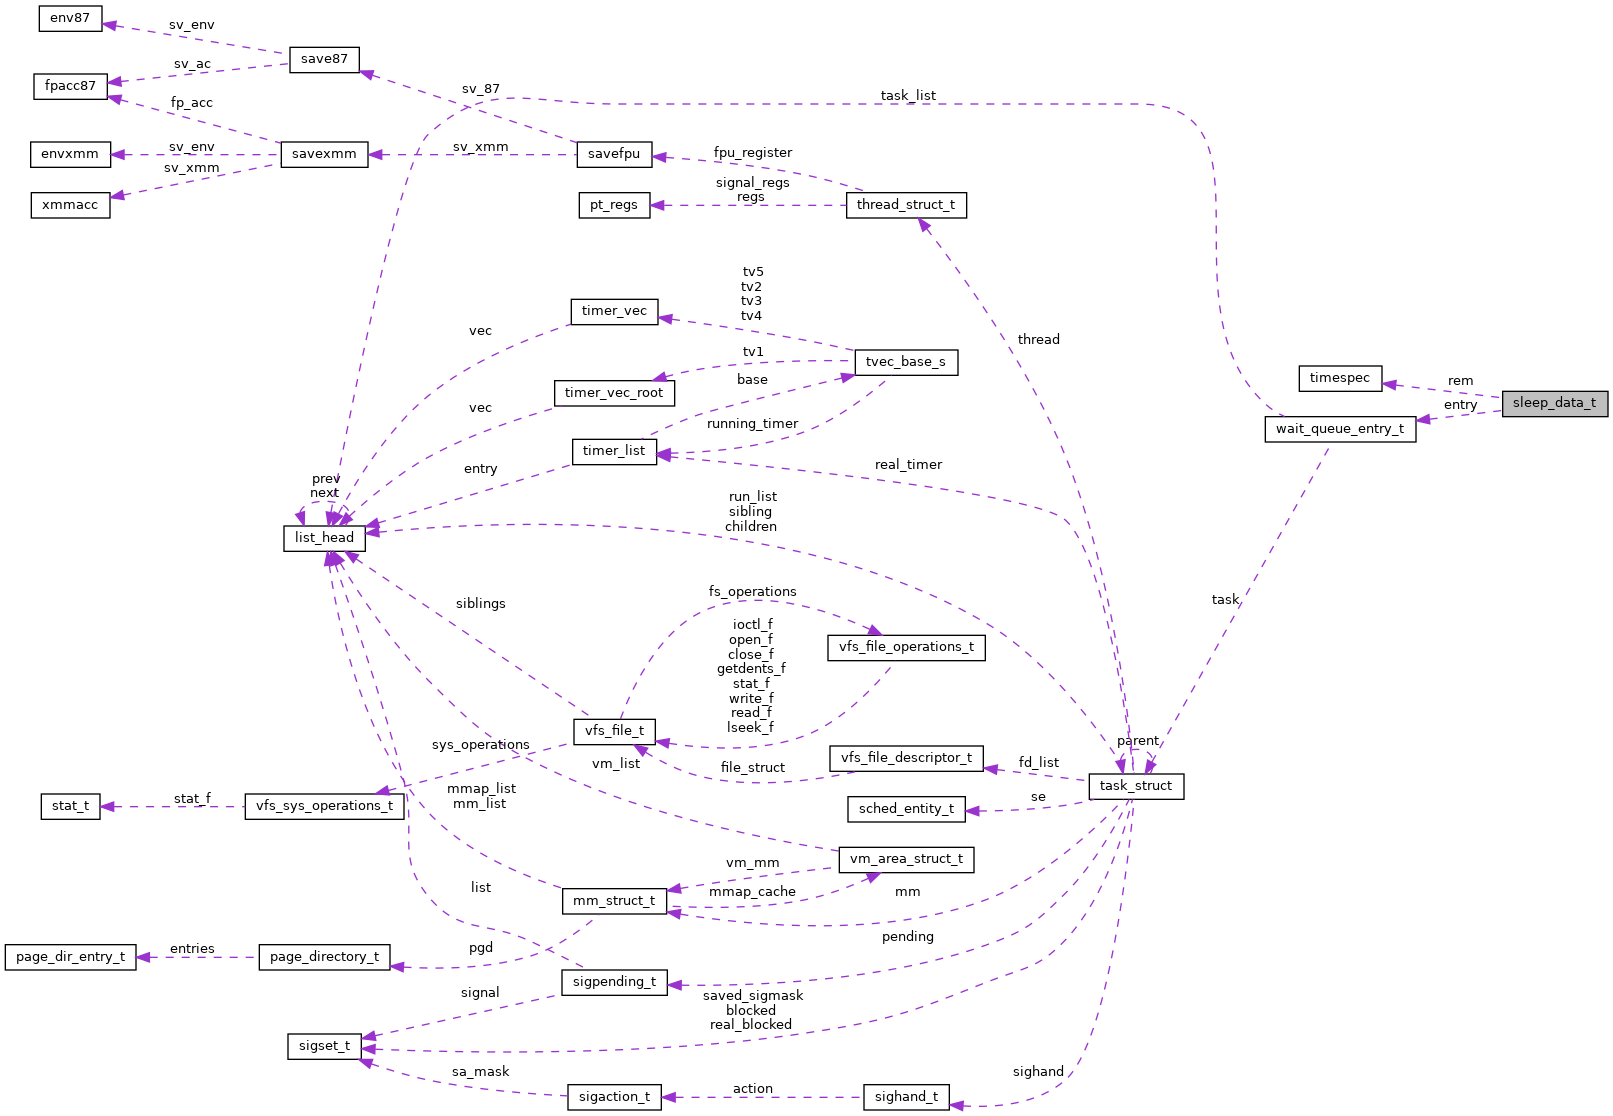 env87
sv_env
save87
sv_ac
fpacc87
sv_87
task_list
fp_acc
envxmm
sv_env
savexmm
sv_xmm
savefpu
fpu_register
sv_xmm
xmmacc
pt_regs
signal_regs
regs
thread_struct_t
tv5
tv2
tv3
tv4
timer_vec
vec
thread
tv1
tvec_base_s
timespec
rem
sleep_data_t
base
timer_vec_root
vec
entry
wait_queue_entry_t
running_timer
timer_list
entry
real_timer
prev
next
run_list
sibling
children
list_head
fs_operations
siblings
task
ioctl_f
open_f
close_f
getdents_f
stat_f
write_f
read_f
lseek_f
vfs_file_operations_t
vfs_file_t
sys_operations
parent
vm_list
file_struct
vfs_file_descriptor_t
fd_list
task_struct
stat_t
stat_f
vfs_sys_operations_t
mmap_list
mm_list
sched_entity_t
se
vm_mm
vm_area_struct_t
list
mm_struct_t
mmap_cache
mm
page_dir_entry_t
entries
page_directory_t
pgd
pending
sigpending_t
signal
saved_sigmask
blocked
real_blocked
sigset_t
sa_mask
sigaction_t
action
sighand_t
sighand